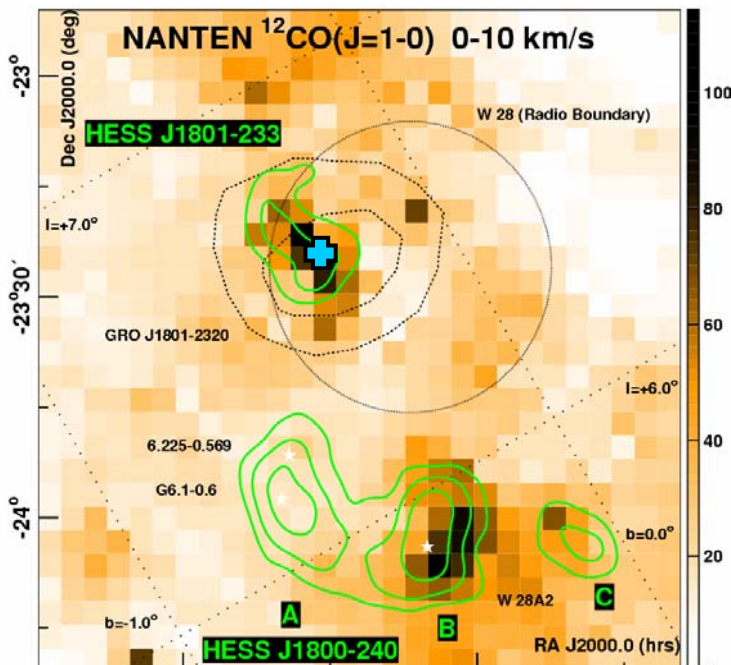 NANTEN ¹²CO(J=1-0) 0-10 km/s
Dec J2000.0 (deg)
-23°
-23°30´
-24°
W 28 (Radio Boundary)
HESS J1801-233
l=+7.0°
GRO J1801-2320
l=+6.0°
6.225-0.569
G6.1-0.6
b=0.0°
W 28A2
A
B
C
b=-1.0°
HESS J1800-240
RA J2000.0 (hrs)
100
80
60
40
20